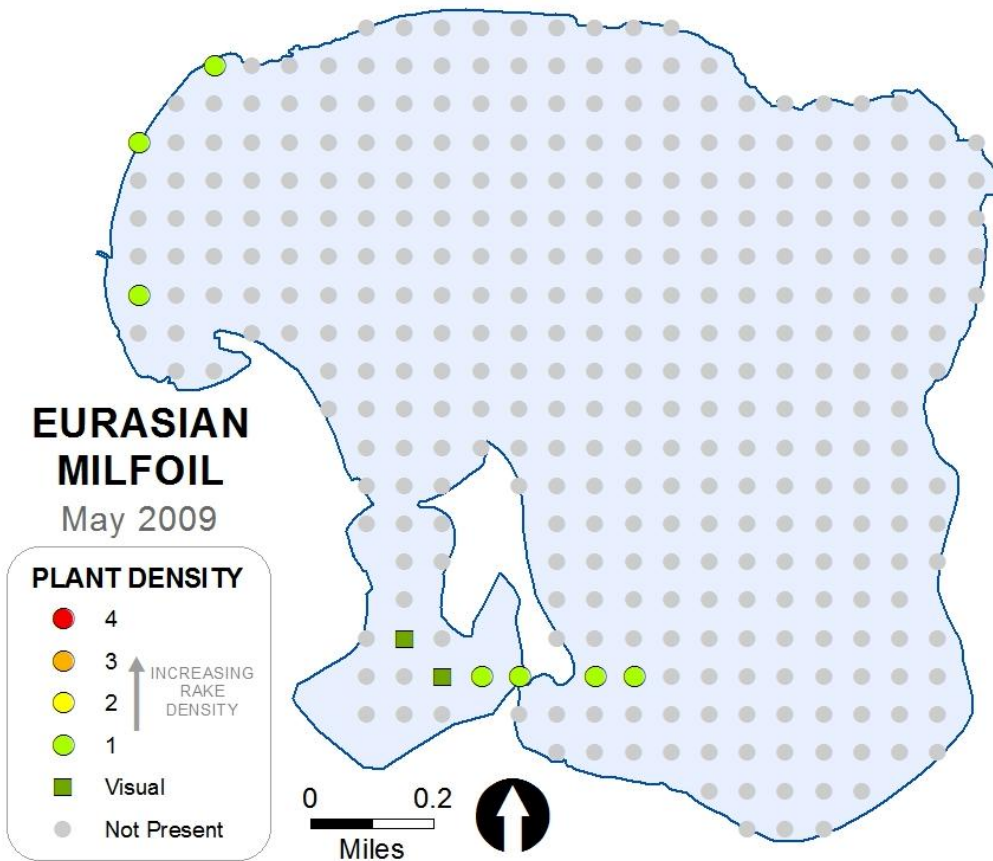 EURASIAN
MILFOIL
May 2009
PLANT DENSITY
4
3
2
1
INCREASING
RAKE
DENSITY
Visual
Not Present
0 0.2
Miles